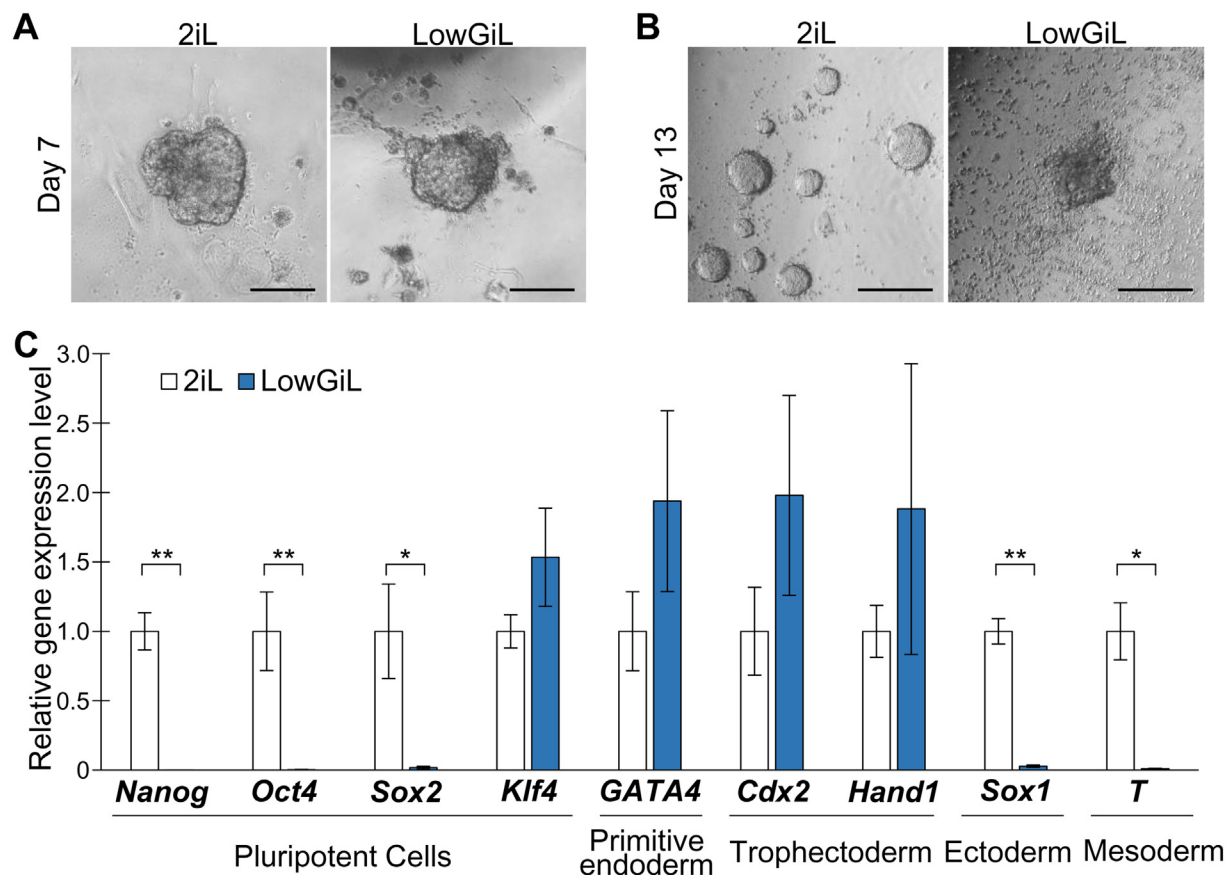 A
2iL
LowGiL
Day 7
B
2iL
LowGiL
Day 13
C
Relative gene expression level
3.0
2.5
2.0
1.5
1.0
0.5
0
2iL
LowGiL
**
**
*
**
*
Nanog
Oct4
Sox2
Klf4
GATA4
Cdx2
Hand1
Sox1
T
Pluripotent Cells
Primitive
endoderm
Trophectoderm
Ectoderm
Mesoderm